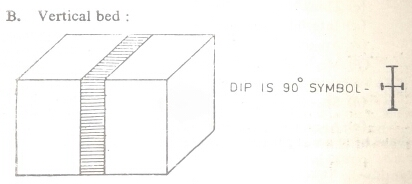 B. Vertical bed :
DIP IS 90° SYMBOL-